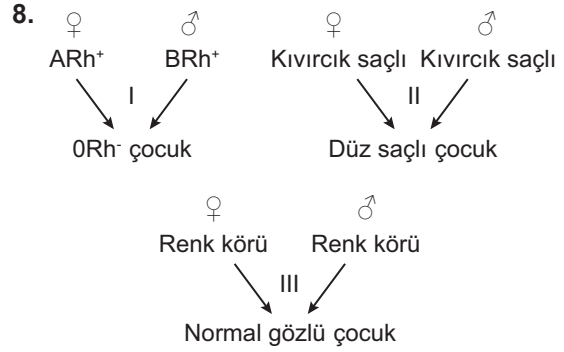 8.
♀ ♂ ♀ ♂
ARh⁺ BRh⁺ Kıvırcık saçlı Kıvırcık saçlı
I II
0Rh⁻ çocuk Düz saçlı çocuk
♀ ♂
Renk körü Renk körü
III
Normal gözlü çocuk